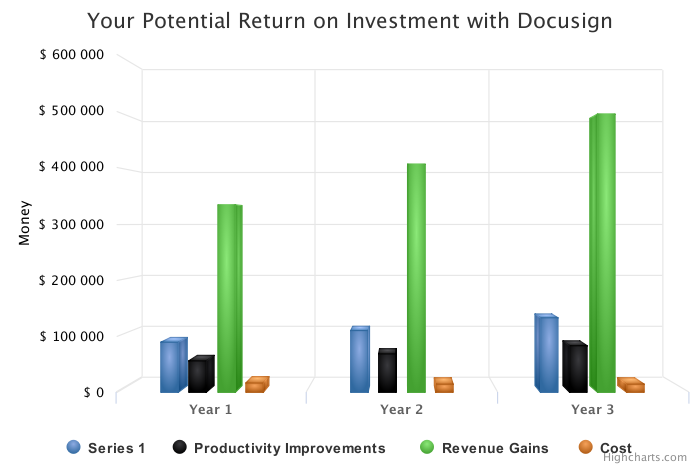 Your Potential Return on Investment with Docusign
$ 600 000
$ 500 000
$ 400 000
$ 300 000
$ 200 000
$ 100 000
$ 0
Money
Year 1 Year 2 Year 3
Series 1 Productivity Improvements Revenue Gains Cost
Highcharts.com